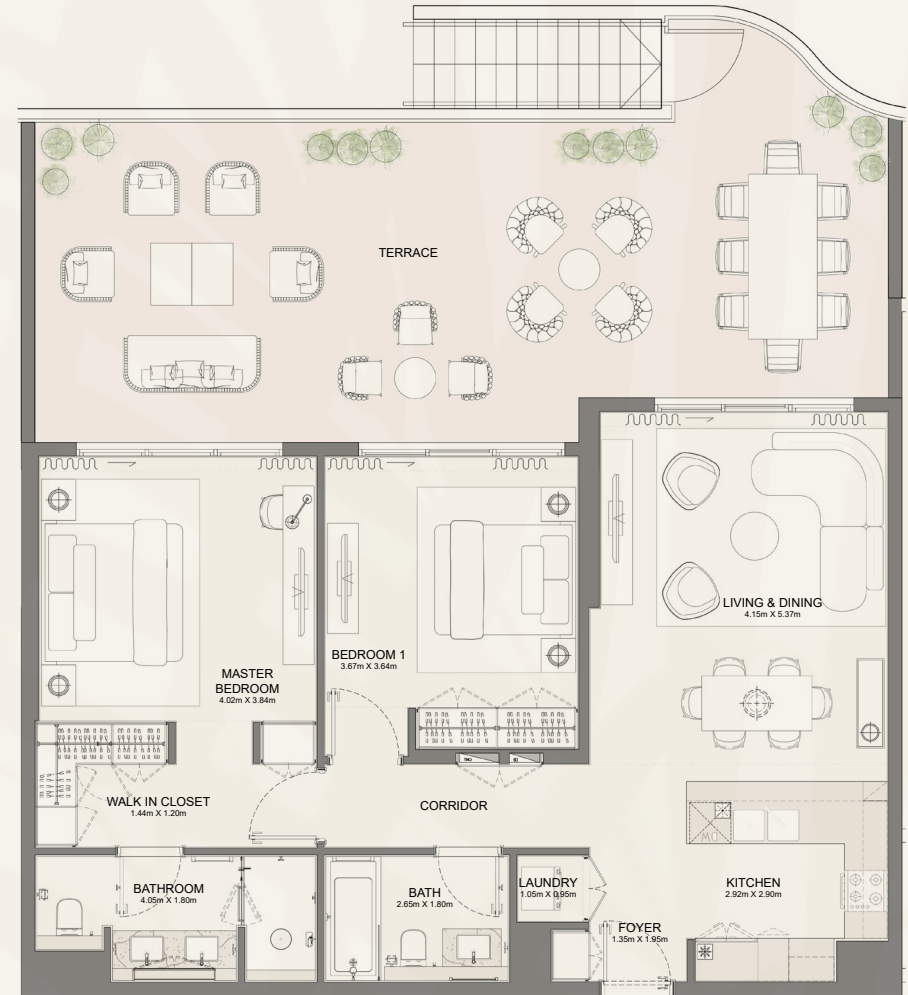 TERRACE
LIVING & DINING
4.15m X 5.37m
BEDROOM 1
3.67m X 3.64m
MASTER
BEDROOM
4.02m X 3.84m
WALK IN CLOSET
1.44m X 1.20m
CORRIDOR
DW
BATHROOM
4.05m X 1.80m
BATH
2.65m X 1.80m
LAUNDRY
1.05m X 0.95m
KITCHEN
2.92m X 2.90m
FOYER
1.35m X 1.95m